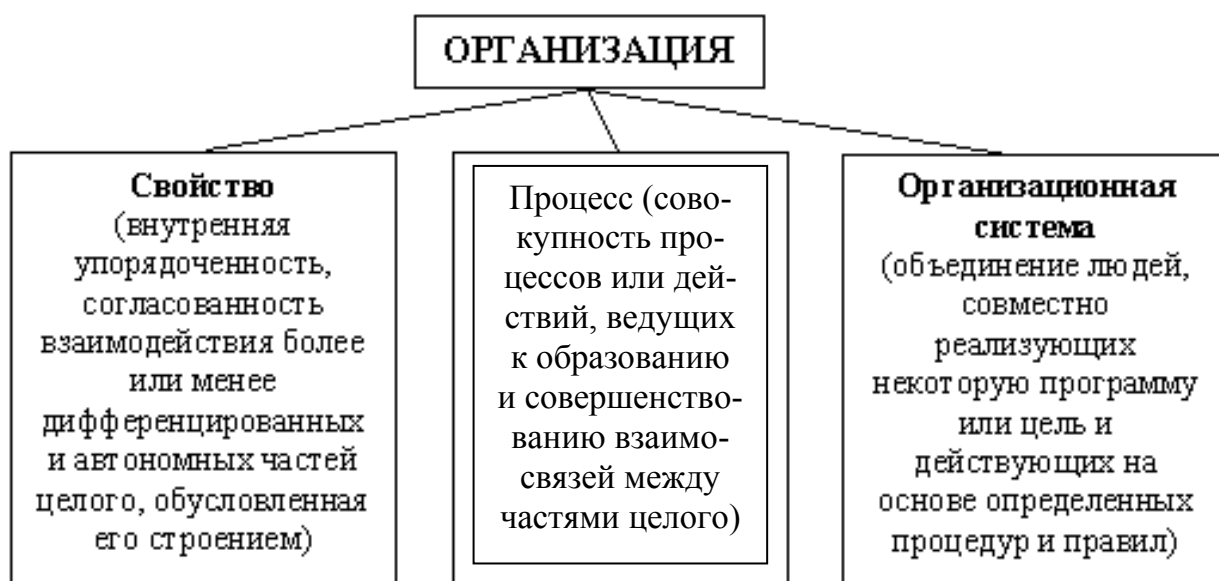 ОРГАНИЗАЦИЯ
Свойство
(внутренняя
упорядоченность,
согласованность
взаимодействия более
или менее
дифференцированных
и автономных частей
целого, обусловленная
его строением)
Процесс (сово-
купность про-
цессов или дей-
ствий, ведущих
к образованию
и совершенство-
ванию взаимо-
связей между
частями целого)
Организационная
система
(объединение людей,
совместно
реализующих
некоторую программу
или цель и
действующих на
основе определенных
процедур и правил)